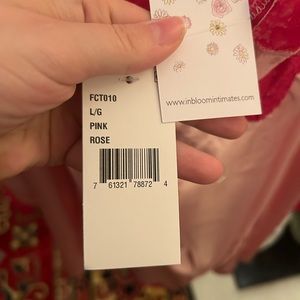 www.inbloomintimates.com
FCT010
L/G
PINK
ROSE
7 61321 78872 4